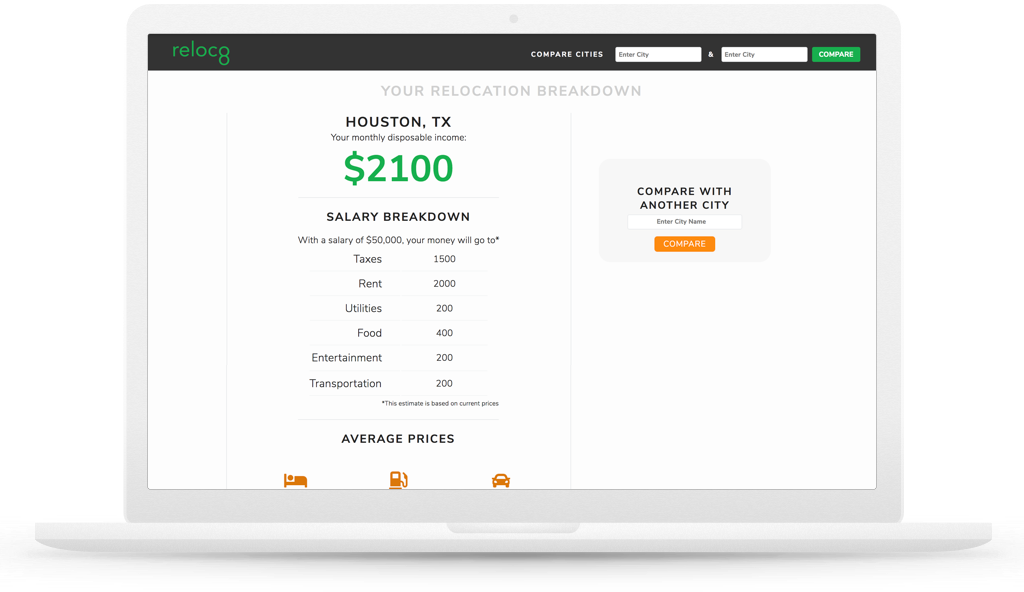 reloc8
COMPARE CITIES Enter City & Enter City COMPARE
YOUR RELOCATION BREAKDOWN
HOUSTON, TX
Your monthly disposable income:
$2100
SALARY BREAKDOWN
With a salary of $50,000, your money will go to*
Taxes 1500
Rent 2000
Utilities 200
Food 400
Entertainment 200
Transportation 200
*This estimate is based on current prices
AVERAGE PRICES
COMPARE WITH
ANOTHER CITY
Enter City Name
COMPARE